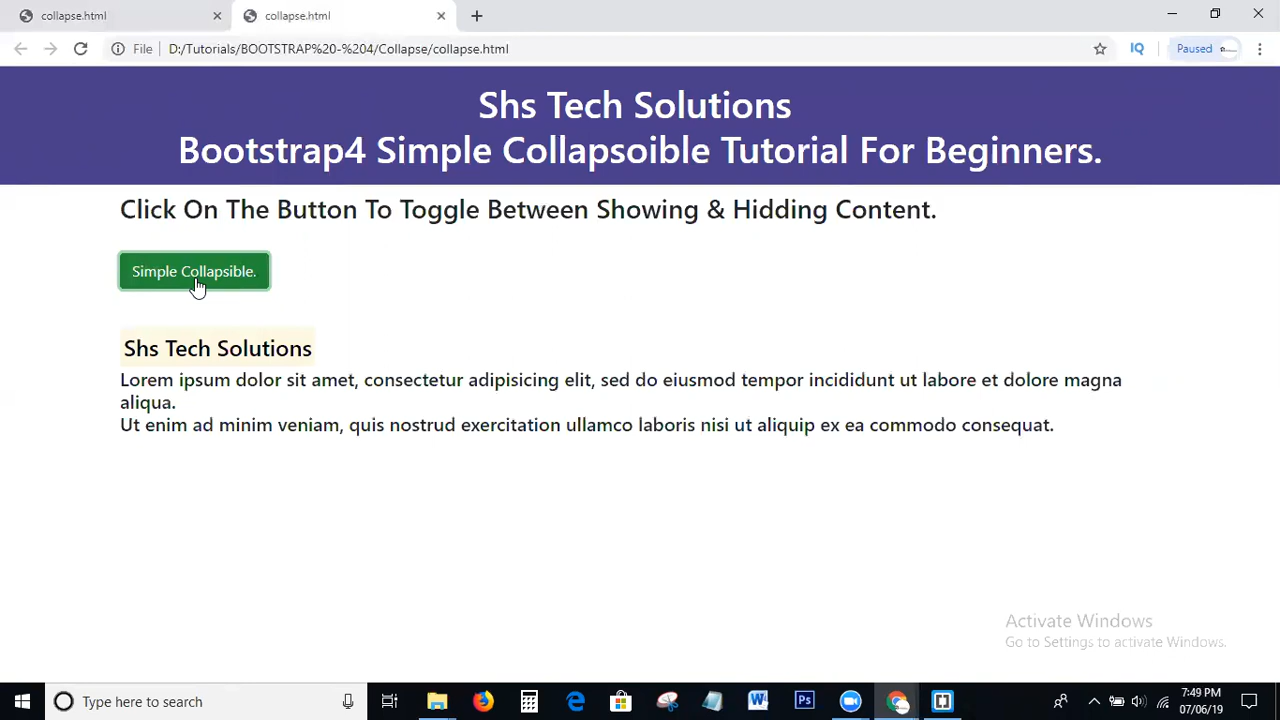 collapse.html
collapse.html
File
D:/Tutorials/BOOTSTRAP%20-%204/Collapse/collapse.html
IQ
Paused
Shs Tech Solutions
Bootstrap4 Simple Collapsoible Tutorial For Beginners.
Click On The Button To Toggle Between Showing & Hidding Content.
Simple Collapsible.
Shs Tech Solutions
Lorem ipsum dolor sit amet, consectetur adipisicing elit, sed do eiusmod tempor incididunt ut labore et dolore magna
aliqua.
Ut enim ad minim veniam, quis nostrud exercitation ullamco laboris nisi ut aliquip ex ea commodo consequat.
Activate Windows
Go to Settings to activate Windows.
Type here to search
W
Ps
7:49 PM
07/06/19